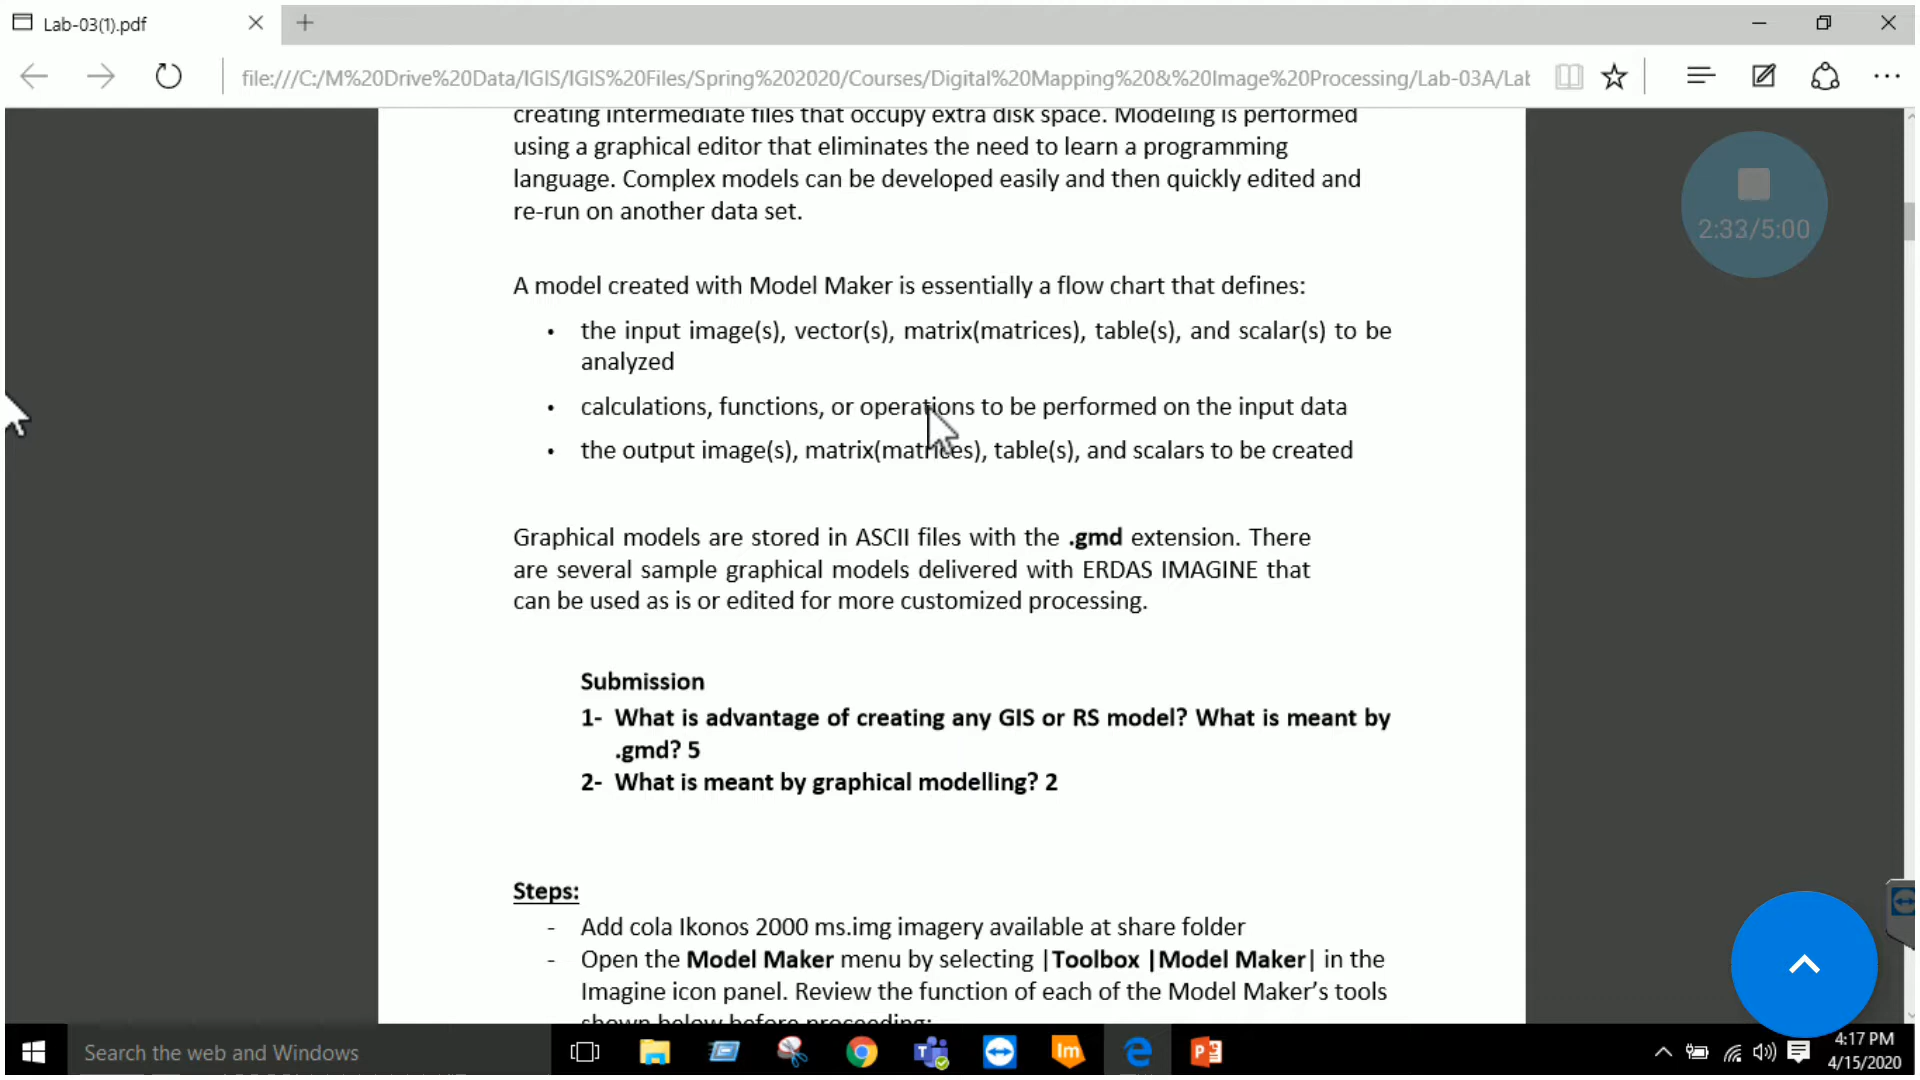 Lab-03(1).pdf
file:///C:/M%20Drive%20Data/IGIS/IGIS%20Files/Spring%202020/Courses/Digital%20Mapping%20&%20Image%20Processing/Lab-03A/Lab
creating intermediate files that occupy extra disk space. Modeling is performed
using a graphical editor that eliminates the need to learn a programming
language. Complex models can be developed easily and then quickly edited and
re-run on another data set.
2:33/5:00
A model created with Model Maker is essentially a flow chart that defines:
• the input image(s), vector(s), matrix(matrices), table(s), and scalar(s) to be
analyzed
• calculations, functions, or operations to be performed on the input data
• the output image(s), matrix(matrices), table(s), and scalars to be created
Graphical models are stored in ASCII files with the .gmd extension. There
are several sample graphical models delivered with ERDAS IMAGINE that
can be used as is or edited for more customized processing.
Submission
1- What is advantage of creating any GIS or RS model? What is meant by
.gmd? 5
2- What is meant by graphical modelling? 2
Steps:
- Add cola Ikonos 2000 ms.img imagery available at share folder
- Open the Model Maker menu by selecting |Toolbox |Model Maker| in the
Imagine icon panel. Review the function of each of the Model Maker's tools
shown below before proceeding:
Search the web and Windows
Im
4:17 PM
4/15/2020